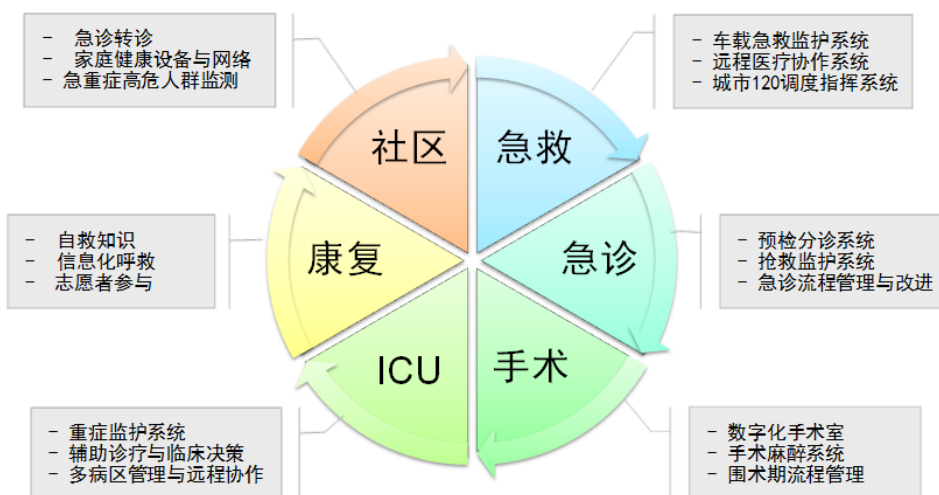 - 急诊转诊
- 家庭健康设备与网络
- 急重症高危人群监测
- 车载急救监护系统
- 远程医疗协作系统
- 城市120调度指挥系统
社区
急救
- 自救知识
- 信息化呼救
- 志愿者参与
康复
急诊
- 预检分诊系统
- 抢救监护系统
- 急诊流程管理与改进
ICU
手术
- 重症监护系统
- 辅助诊疗与临床决策
- 多病区管理与远程协作
- 数字化手术室
- 手术麻醉系统
- 围术期流程管理